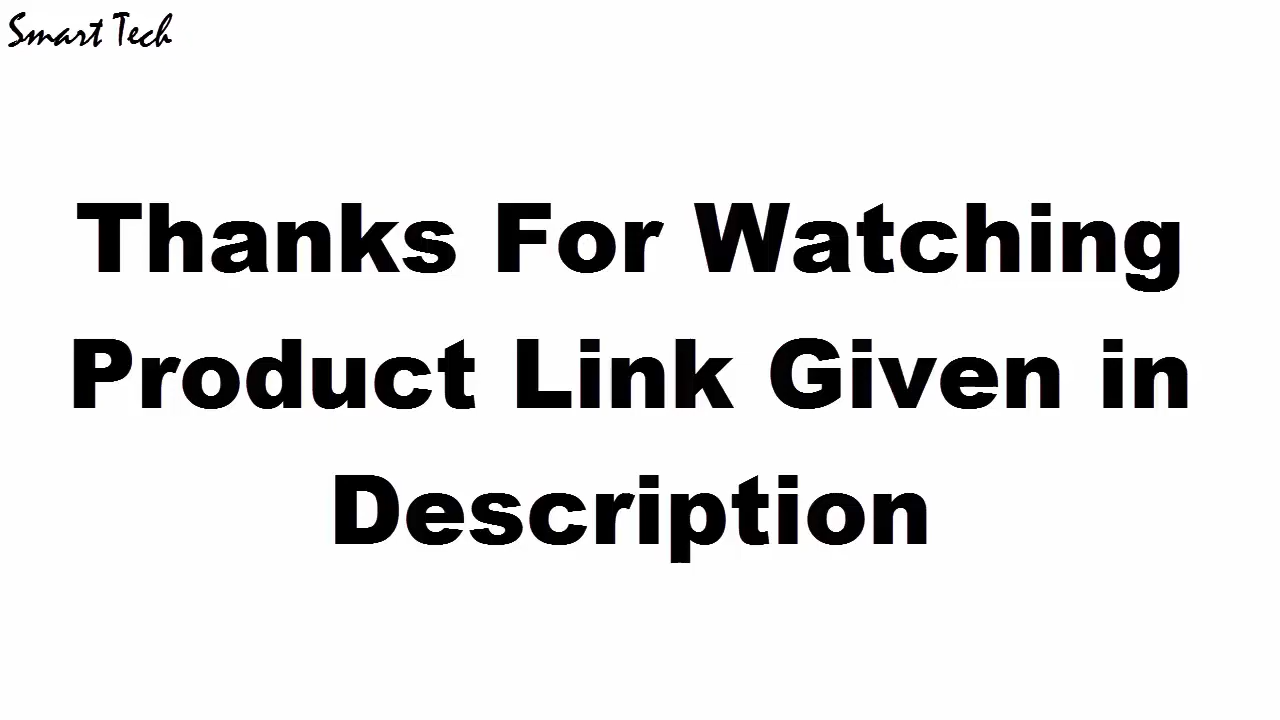 Smart Tech
Thanks For Watching
Product Link Given in
Description